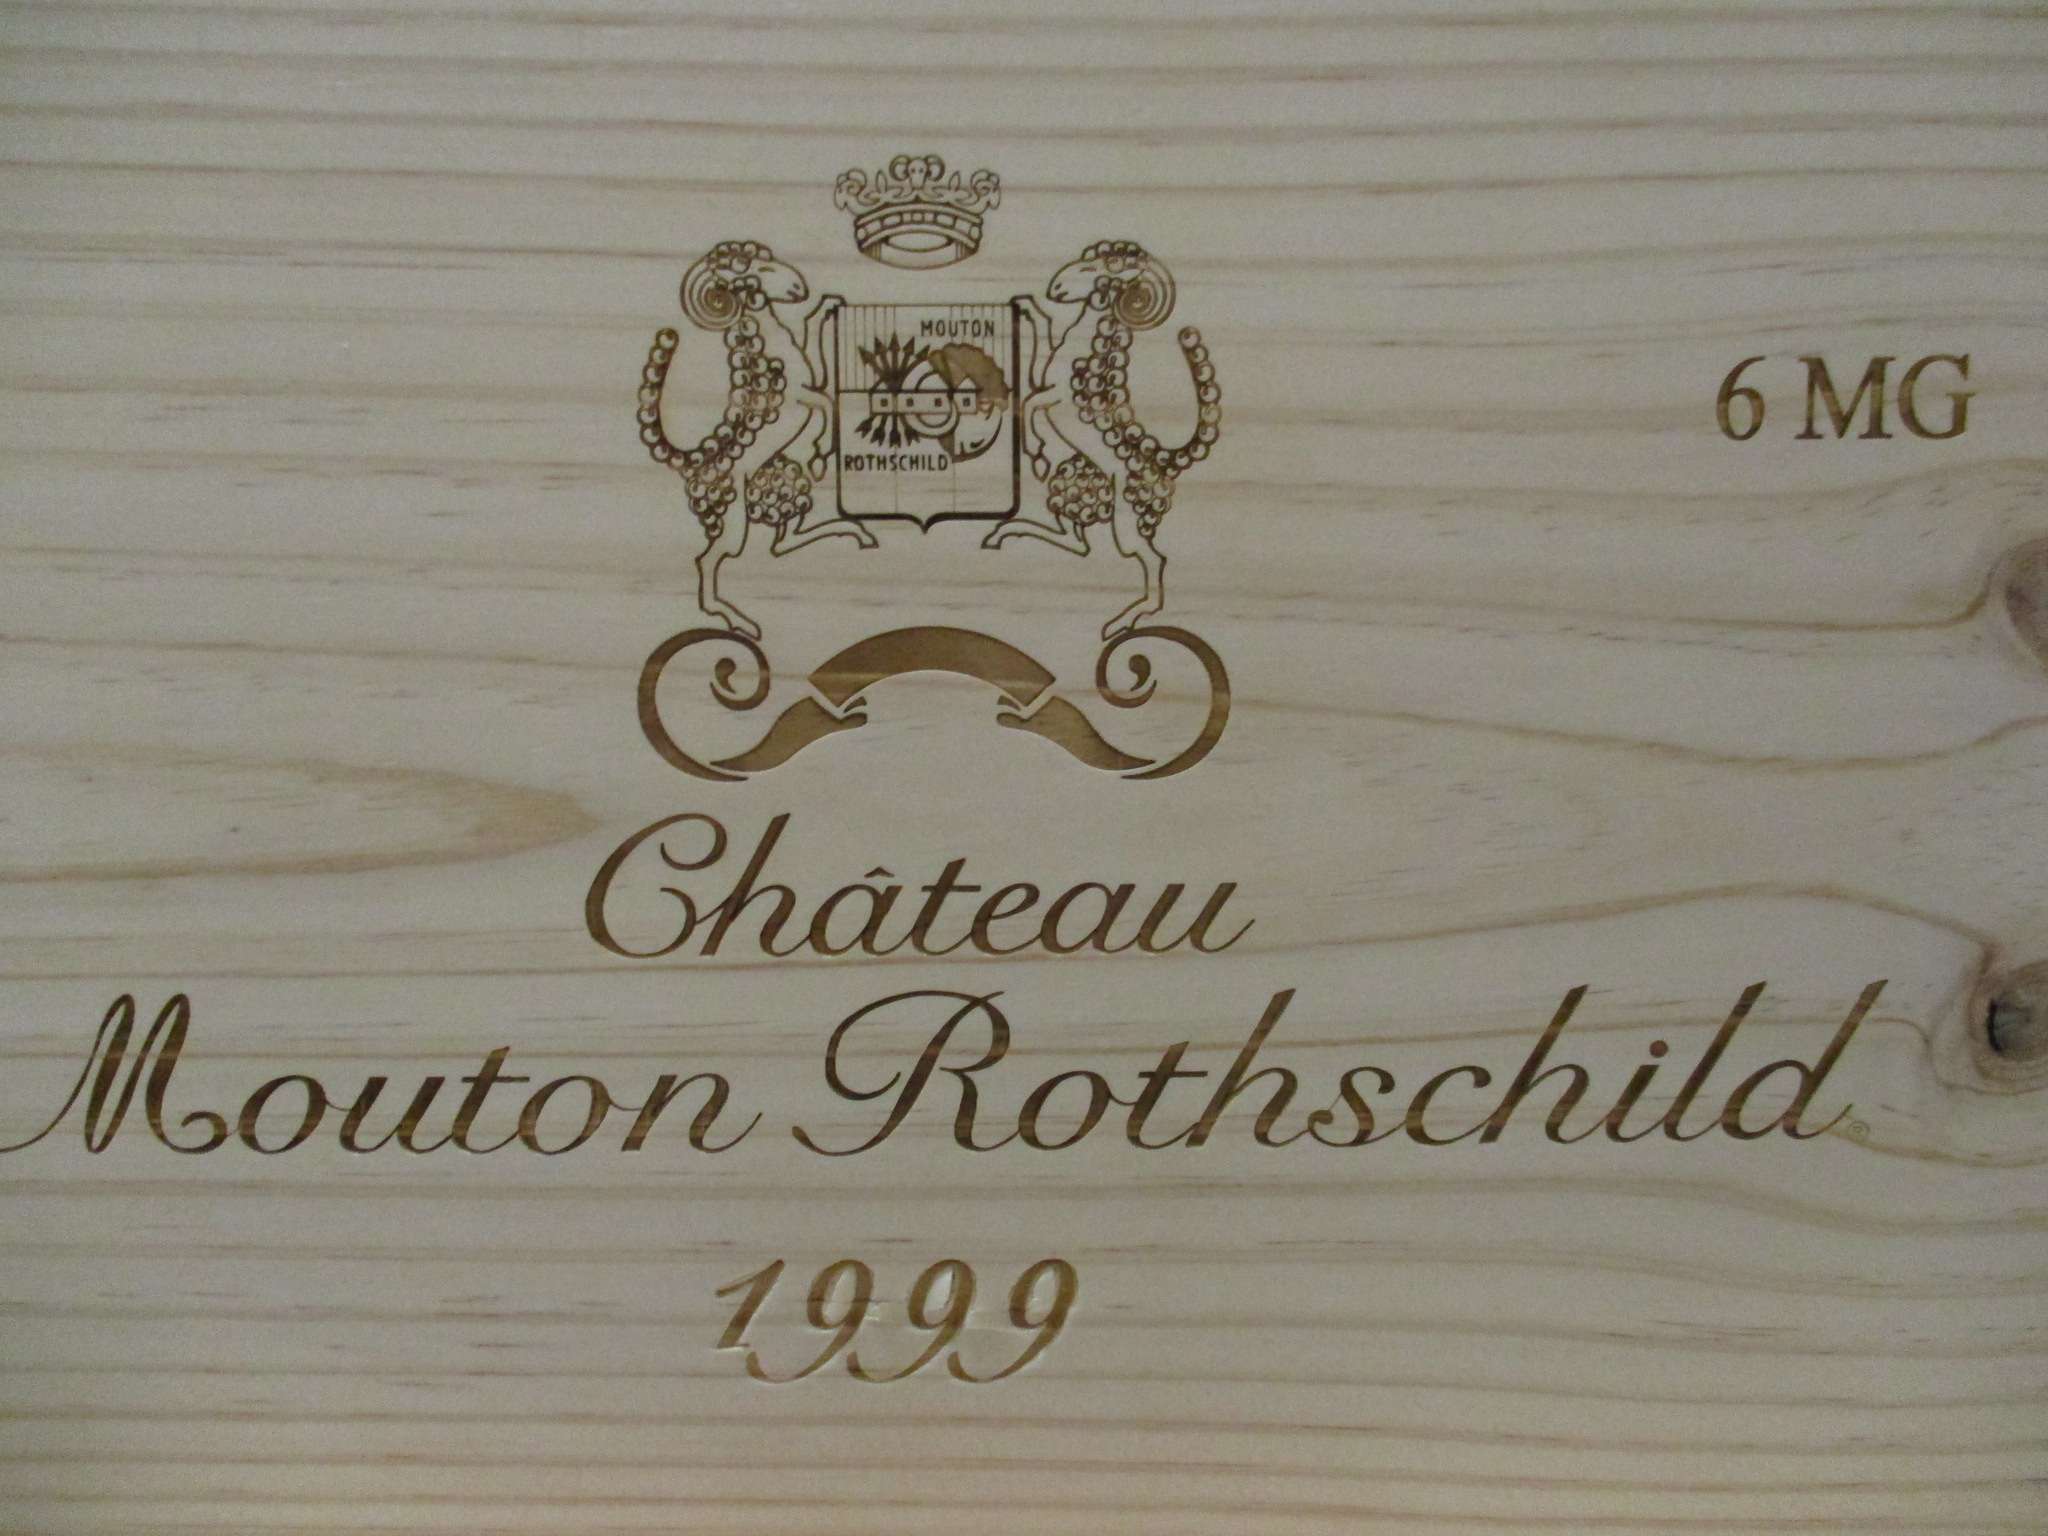 MOUTON
ROTHSCHILD
6 MG
Château
Mouton Rothschild®
1999